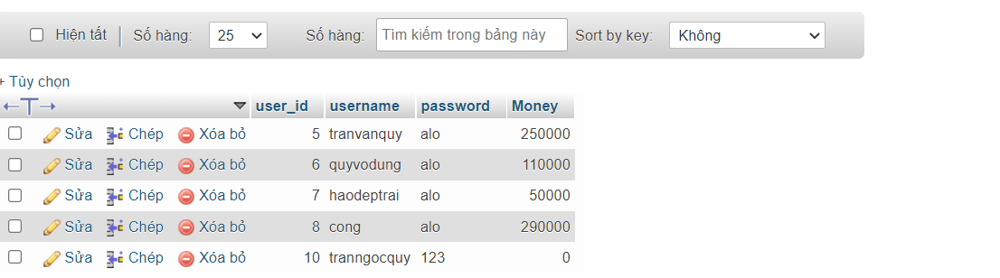 Hiện tất Số hàng: 25 Số hàng: Tìm kiếm trong bảng này Sort by key: Không
+ Tùy chọn
←T→ user_id username password Money
Sửa Chép Xóa bỏ 5 tranvanquy alo 250000
Sửa Chép Xóa bỏ 6 quyvodung alo 110000
Sửa Chép Xóa bỏ 7 haodeptrai alo 50000
Sửa Chép Xóa bỏ 8 cong alo 290000
Sửa Chép Xóa bỏ 10 tranngocquy 123 0